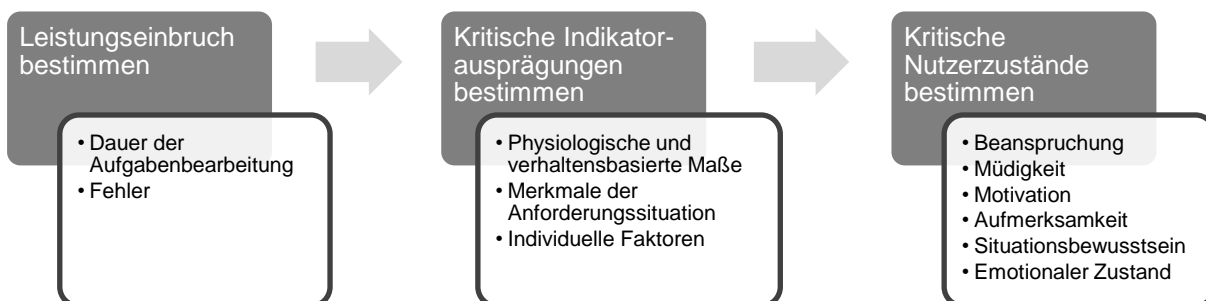 Leistungseinbruch
bestimmen
• Dauer der
Aufgabenbearbeitung
• Fehler
Kritische Indikator-
ausprägungen
bestimmen
• Physiologische und
verhaltensbasierte Maße
• Merkmale der
Anforderungssituation
• Individuelle Faktoren
Kritische
Nutzerzustände
bestimmen
• Beanspruchung
• Müdigkeit
• Motivation
• Aufmerksamkeit
• Situationsbewusstsein
• Emotionaler Zustand